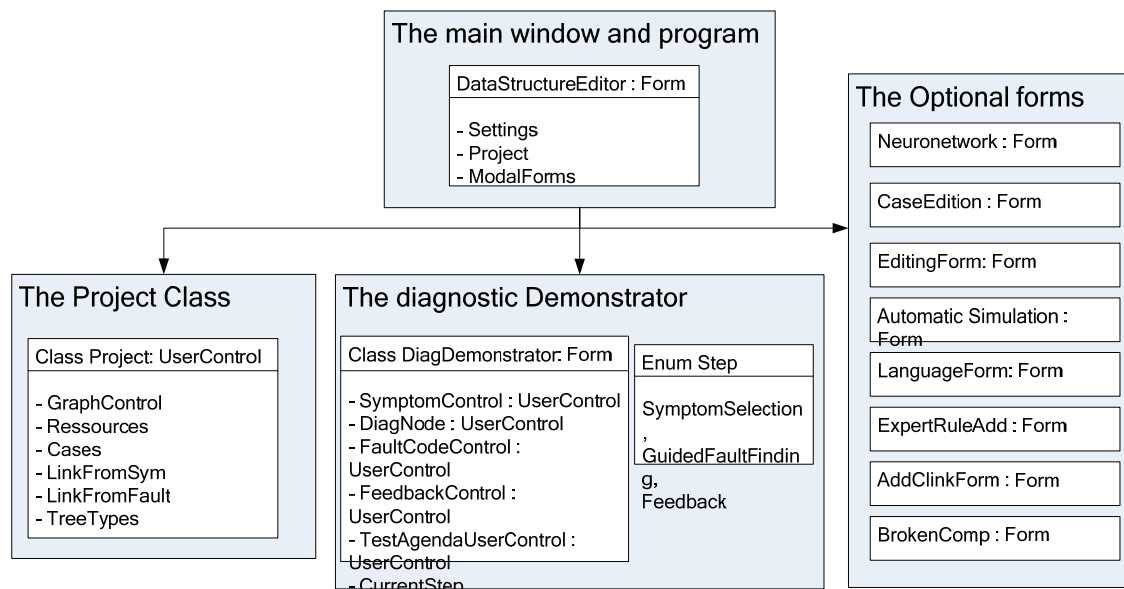 The main window and program
DataStructureEditor : Form
- Settings
- Project
- ModalForms
The Project Class
Class Project: UserControl
- GraphControl
- Ressources
- Cases
- LinkFromSym
- LinkFromFault
- TreeTypes
The diagnostic Demonstrator
Class DiagDemonstrator: Form
- SymptomControl : UserControl
- DiagNode : UserControl
- FaultCodeControl :
UserControl
- FeedbackControl :
UserControl
- TestAgendaUserControl :
UserControl
- CurrentStep
Enum Step
SymptomSelection
,
GuidedFaultFindin
g,
Feedback
The Optional forms
Neuronetwork : Form
CaseEdition : Form
EditingForm: Form
Automatic Simulation :
Form
LanguageForm: Form
ExpertRuleAdd : Form
AddClinkForm : Form
BrokenComp : Form